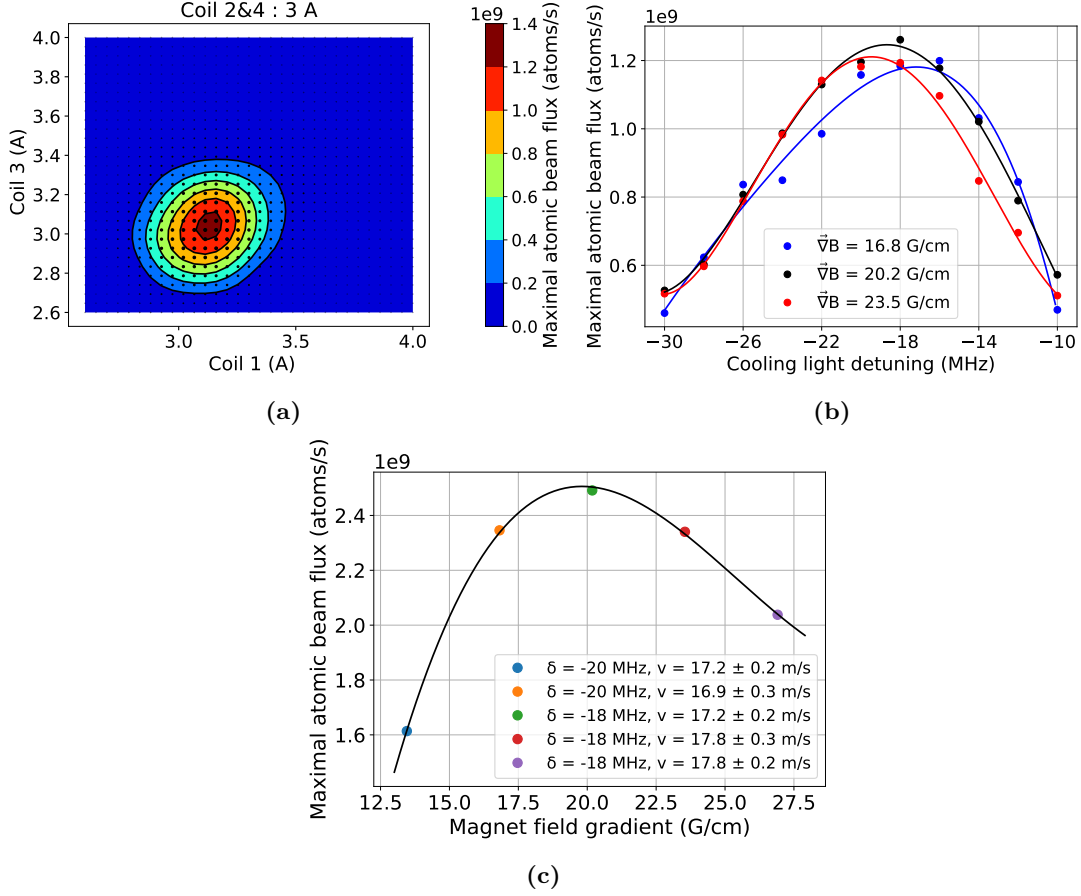 Coil 2&4 : 3 A
Coil 3 (A)
4.0
3.8
3.6
3.4
3.2
3.0
2.8
2.6
3.0 3.5 4.0
Coil 1 (A)
1e9
1.4
1.2
1.0
0.8
0.6
0.4
0.2
0.0
Maximal atomic beam flux (atoms/s)
(a)
1e9
Maximal atomic beam flux (atoms/s)
1.2
1.0
0.8
0.6
∇⃗B = 16.8 G/cm
∇⃗B = 20.2 G/cm
∇⃗B = 23.5 G/cm
−30 −26 −22 −18 −14 −10
Cooling light detuning (MHz)
(b)
1e9
Maximal atomic beam flux (atoms/s)
2.4
2.2
2.0
1.8
1.6
δ = -20 MHz, v = 17.2 ± 0.2 m/s
δ = -20 MHz, v = 16.9 ± 0.3 m/s
δ = -18 MHz, v = 17.2 ± 0.2 m/s
δ = -18 MHz, v = 17.8 ± 0.3 m/s
δ = -18 MHz, v = 17.8 ± 0.2 m/s
12.5 15.0 17.5 20.0 22.5 25.0 27.5
Magnet field gradient (G/cm)
(c)